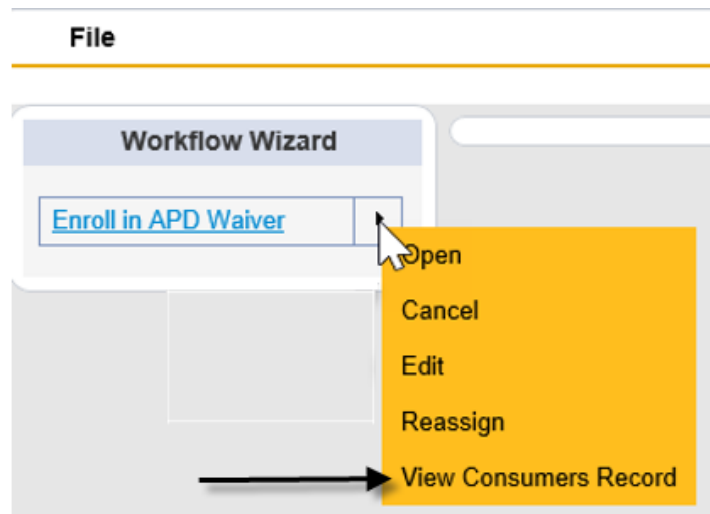 File
Workflow Wizard
Enroll in APD Waiver
Open
Cancel
Edit
Reassign
View Consumers Record